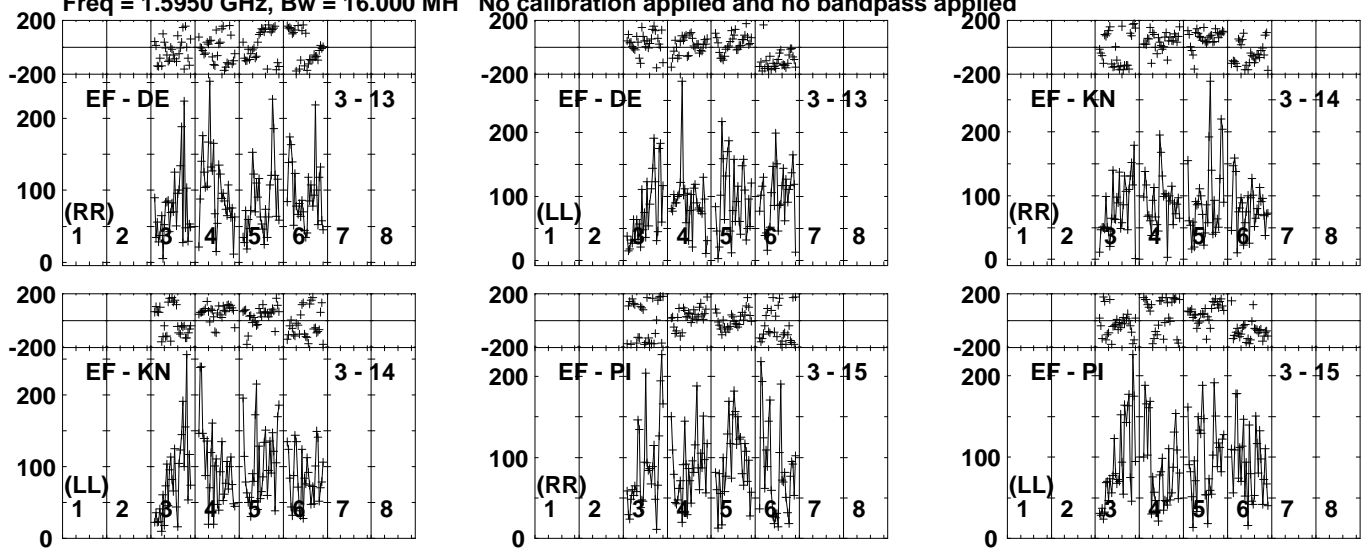 Freq = 1.5950 GHz, Bw = 16.000 MH No calibration applied and no bandpass applied
200
-200
EF - DE 3 - 13
200
100
(RR)
1 2 3 4 5 6 7 8
0
200
-200
EF - DE 3 - 13
200
100
(LL)
1 2 3 4 5 6 7 8
0
200
-200
EF - KN 3 - 14
200
100
(RR)
1 2 3 4 5 6 7 8
0
200
-200
EF - KN 3 - 14
200
100
(LL)
1 2 3 4 5 6 7 8
0
200
-200
EF - PI 3 - 15
200
100
(RR)
1 2 3 4 5 6 7 8
0
200
-200
EF - PI 3 - 15
200
100
(LL)
1 2 3 4 5 6 7 8
0